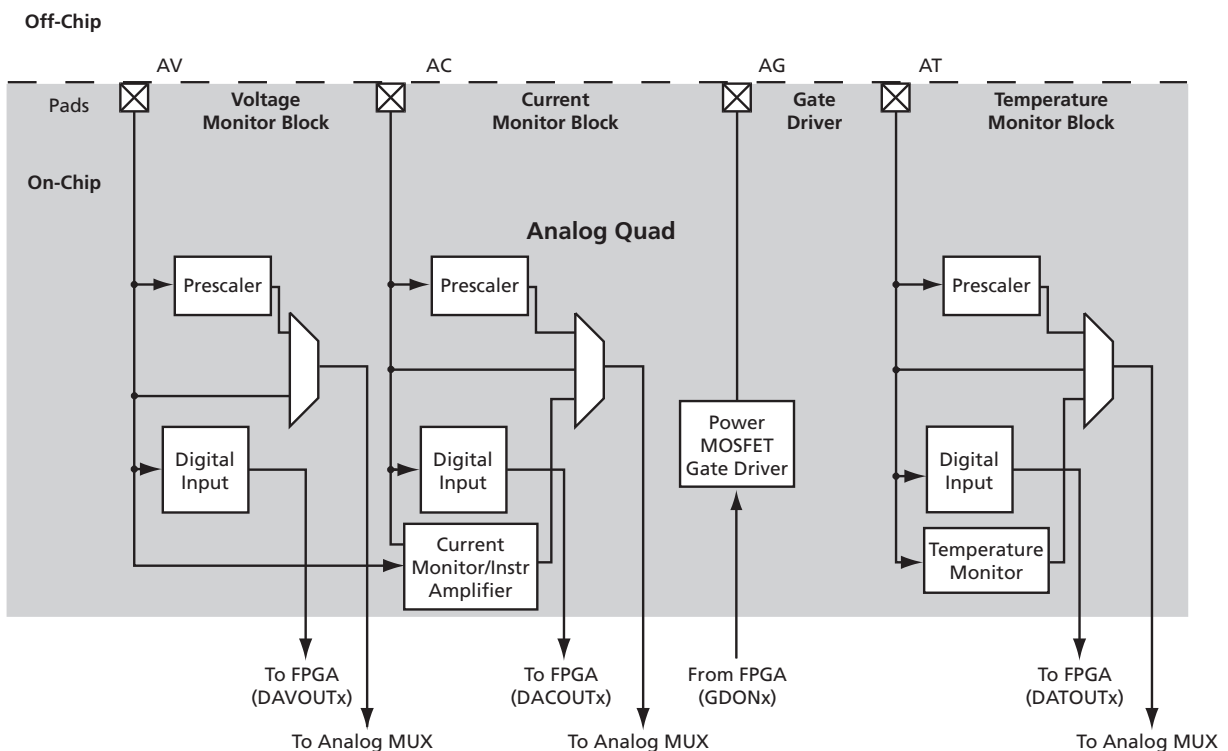 Off-Chip
AV
AC
AG
AT
Pads
Voltage
Monitor Block
Current
Monitor Block
Gate
Driver
Temperature
Monitor Block
On-Chip
Analog Quad
Prescaler
Prescaler
Prescaler
Digital
Input
Digital
Input
Power
MOSFET
Gate Driver
Digital
Input
Current
Monitor/Instr
Amplifier
Temperature
Monitor
To FPGA
(DAVOUTx)
To FPGA
(DACOUTx)
From FPGA
(GDONx)
To FPGA
(DATOUTx)
To Analog MUX
To Analog MUX
To Analog MUX